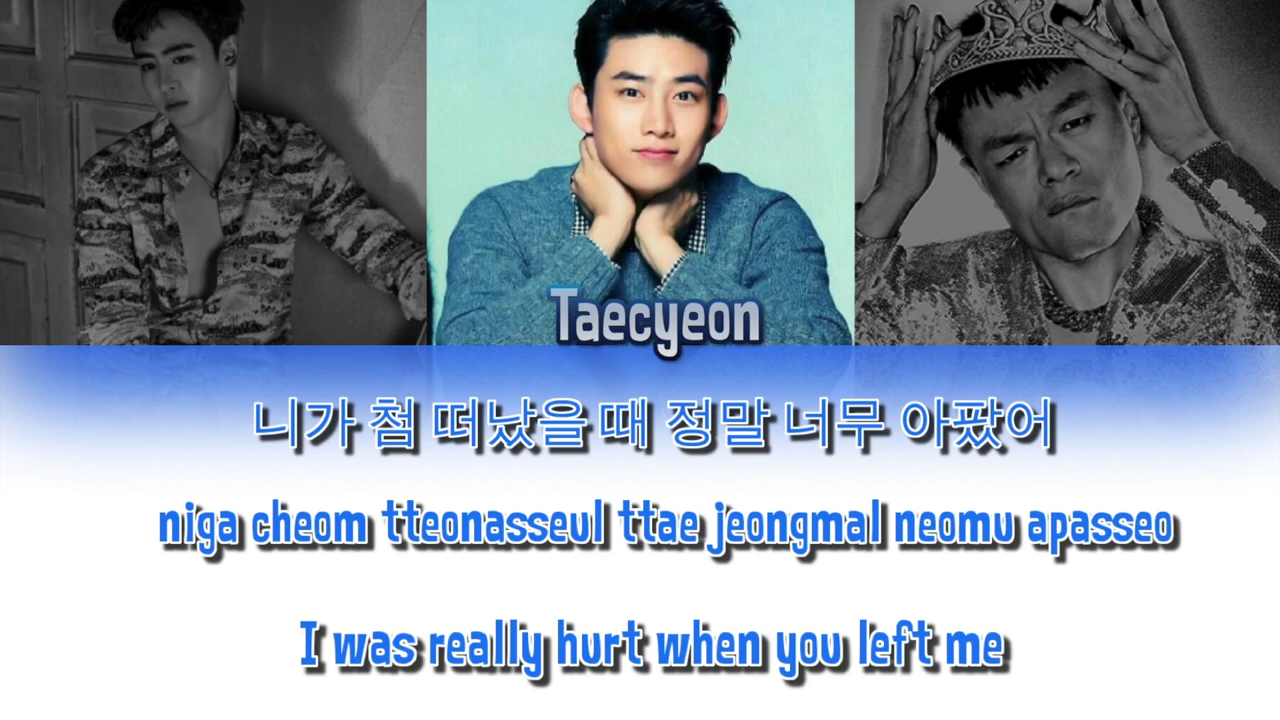 Taecyeon
니가 첨 떠났을 때 정말 너무 아팠어
niga cheom tteonasseul ttae jeongmal neomu apasseo
I was really hurt when you left me